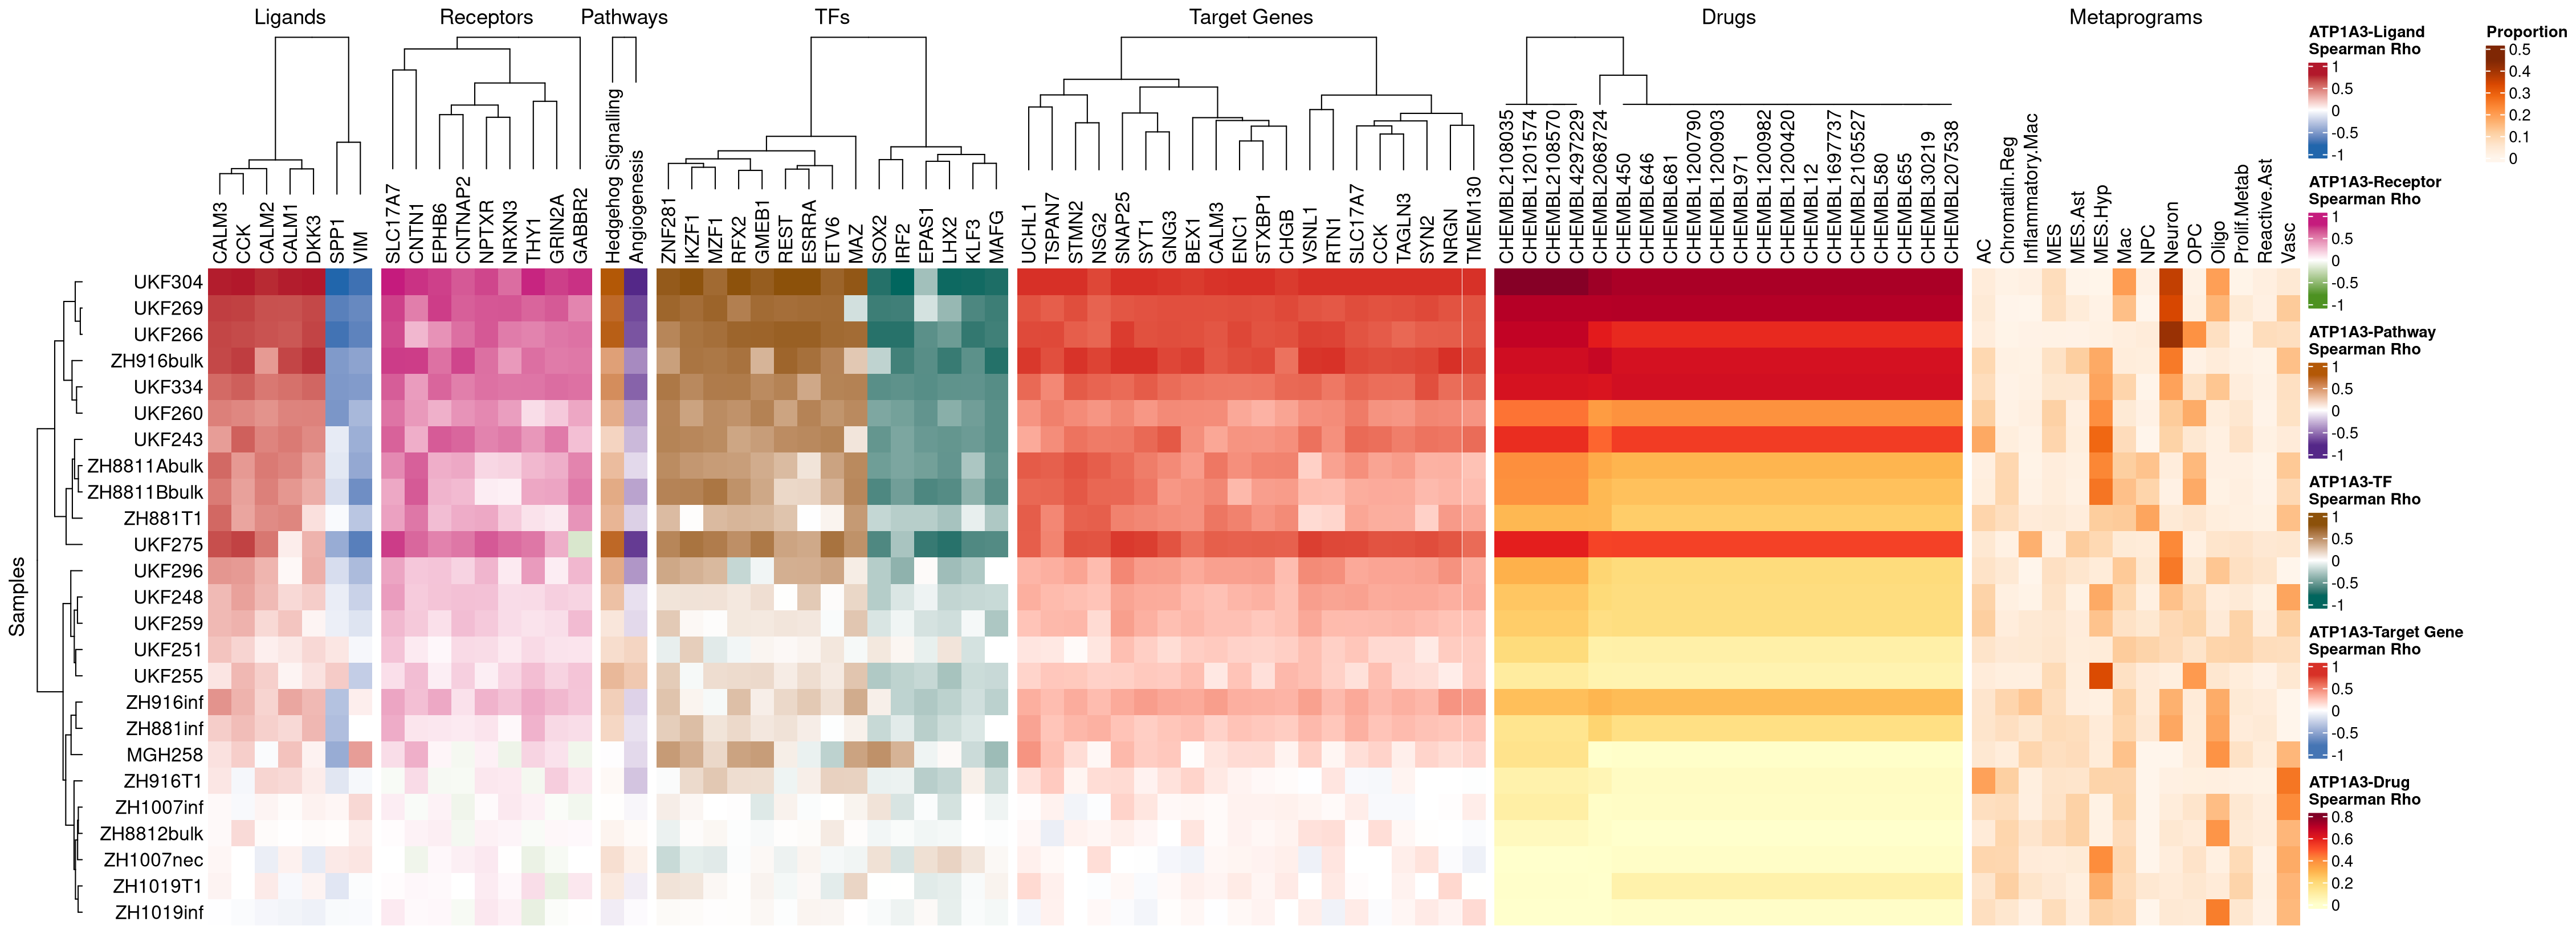 Ligands
Receptors
Pathways
TFs
Target Genes
Drugs
Metaprograms
CALM3
CCK
CALM2
CALM1
DKK3
SPP1
VIM
SLC17A7
CNTN1
EPHB6
CNTNAP2
NPTXR
NRXN3
THY1
GRIN2A
GABBR2
Hedgehog Signalling
Angiogenesis
ZNF281
IKZF1
MZF1
RFX2
GMEB1
REST
ESRRA
ETV6
MAZ
SOX2
IRF2
EPAS1
LHX2
KLF3
MAFG
UCHL1
TSPAN7
STMN2
NSG2
SNAP25
SYT1
GNG3
BEX1
CALM3
ENC1
STXBP1
CHGB
VSNL1
RTN1
SLC17A7
CCK
TAGLN3
SYN2
NRGN
TMEM130
CHEMBL2108035
CHEMBL1201574
CHEMBL2108570
CHEMBL4297229
CHEMBL2068724
CHEMBL450
CHEMBL646
CHEMBL681
CHEMBL1200790
CHEMBL1200903
CHEMBL971
CHEMBL1200982
CHEMBL1200420
CHEMBL12
CHEMBL1697737
CHEMBL2105527
CHEMBL580
CHEMBL655
CHEMBL30219
CHEMBL207538
AC
Chromatin.Reg
Inflammatory.Mac
MES
MES.Ast
MES.Hyp
Mac
NPC
Neuron
OPC
Oligo
Prolif.Metab
Reactive.Ast
Vasc
Samples
UKF304
UKF269
UKF266
ZH916bulk
UKF334
UKF260
UKF243
ZH8811Abulk
ZH8811Bbulk
ZH881T1
UKF275
UKF296
UKF248
UKF259
UKF251
UKF255
ZH916inf
ZH881inf
MGH258
ZH916T1
ZH1007inf
ZH8812bulk
ZH1007nec
ZH1019T1
ZH1019inf
ATP1A3-Ligand
Spearman Rho
1
0.5
0
-0.5
-1
ATP1A3-Receptor
Spearman Rho
1
0.5
0
-0.5
-1
ATP1A3-Pathway
Spearman Rho
1
0.5
0
-0.5
-1
ATP1A3-TF
Spearman Rho
1
0.5
0
-0.5
-1
ATP1A3-Target Gene
Spearman Rho
1
0.5
0
-0.5
-1
ATP1A3-Drug
Spearman Rho
0.8
0.6
0.4
0.2
0
Proportion
0.5
0.4
0.3
0.2
0.1
0